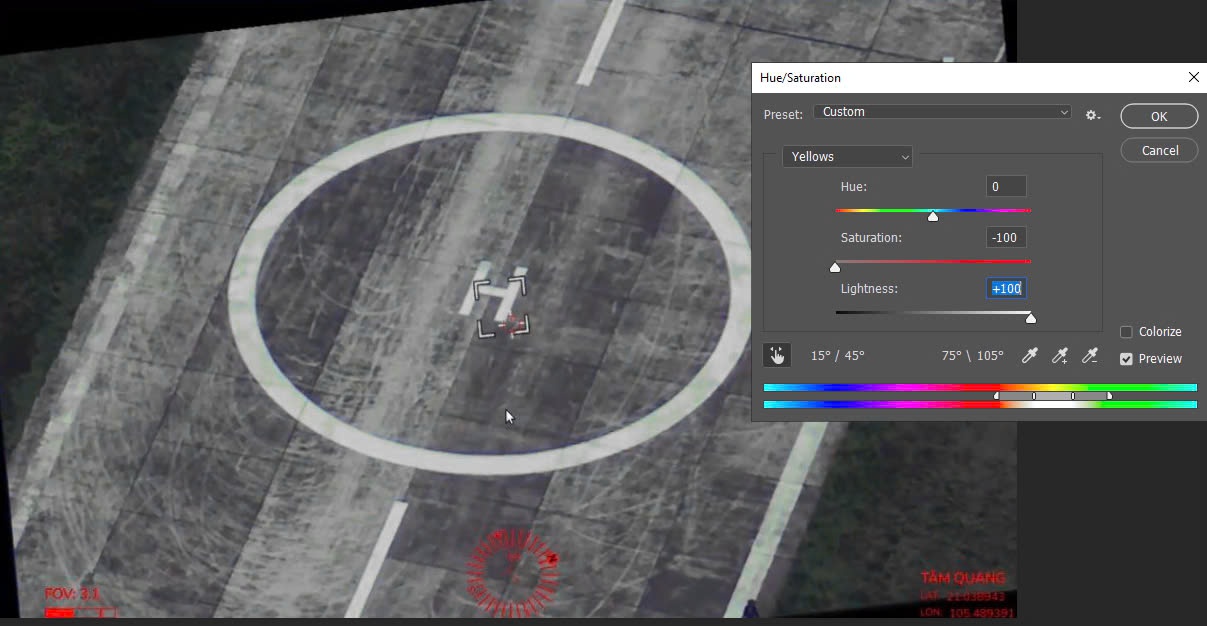 Hue/Saturation
Preset: Custom
OK
Cancel
Yellows
Hue: 0
Saturation: -100
Lightness: +100
Colorize
15° / 45° 75° \ 105°
Preview
H
FOV: 3.1
TÂM QUANG
LAT: 21.038943
LON: 105.489391